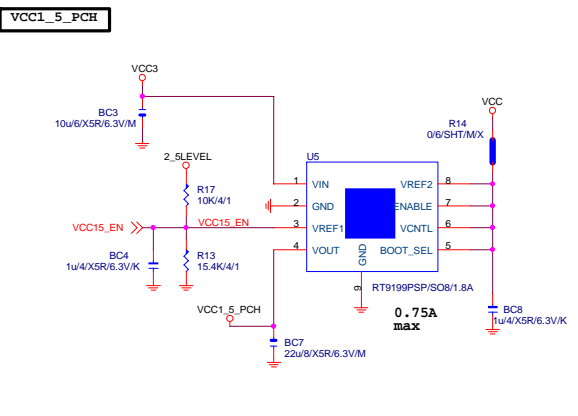 VCC1_5_PCH
VCC3
BC3
10u/6/X5R/6.3V/M
VCC
R14
0/6/SHT/M/X
2_5LEVEL
U5
R17
10K/4/1
1
VIN
VREF2
8
2
GND
ENABLE
7
VCC15_EN
VCC15_EN
3
VREF1
VCNTL
6
4
VOUT
BOOT_SEL
5
GND
BC4
1u/4/X5R/6.3V/K
R13
15.4K/4/1
9
RT9199PSP/SO8/1.8A
VCC1_5_PCH
0.75A
max
BC8
1u/4/X5R/6.3V/K
BC7
22u/8/X5R/6.3V/M